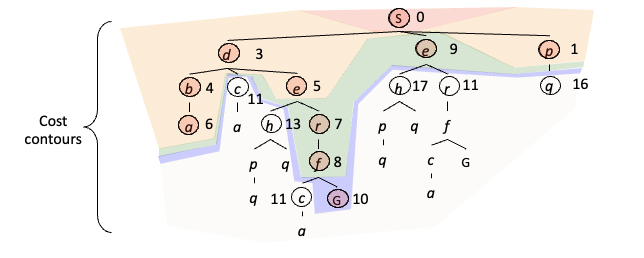 S 0
d 3
e 9
p 1
b 4
c 11
e 5
h 17
r 11
q 16
Cost
contours
a 6
a
h 13
r 7
p
q
f
p
q
f 8
q
c
G
q
11 c
G 10
a
a